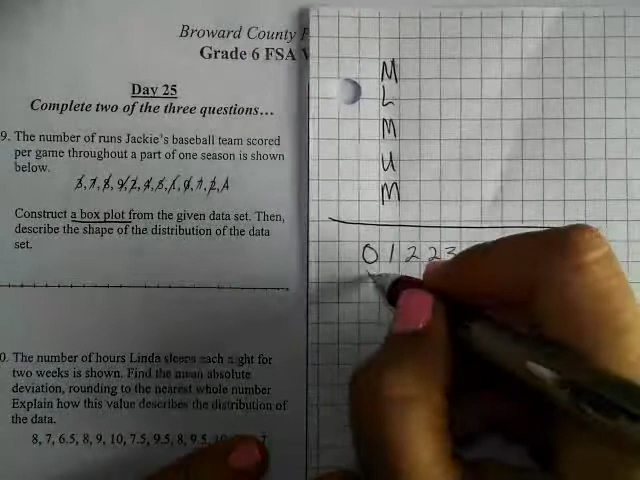 Broward County
Grade 6 FSA
Day 25
Complete two of the three questions…
9. The number of runs Jackie's baseball team scored
per game throughout a part of one season is shown
below.
Construct a box plot from the given data set. Then,
describe the shape of the distribution of the data
set.
0. The number of hours Linda sleeps each night for
two weeks is shown. Find the mean absolute
deviation, rounding to the nearest whole number
Explain how this value describes the distribution of
the data.
8, 7, 6.5, 8, 9, 10, 7.5, 9.5, 8, 9.5,
M
L
M
U
M
0 1 2 2 3